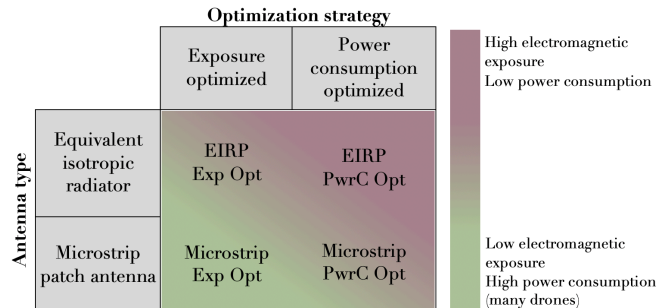 Optimization strategy
Exposure
optimized
Power
consumption
optimized
High electromagnetic
exposure
Low power consumption
Antenna type
Equivalent
isotropic
radiator
EIRP
Exp Opt
EIRP
PwrC Opt
Microstrip
patch antenna
Microstrip
Exp Opt
Microstrip
PwrC Opt
Low electromagnetic
exposure
High power consumption
(many drones)